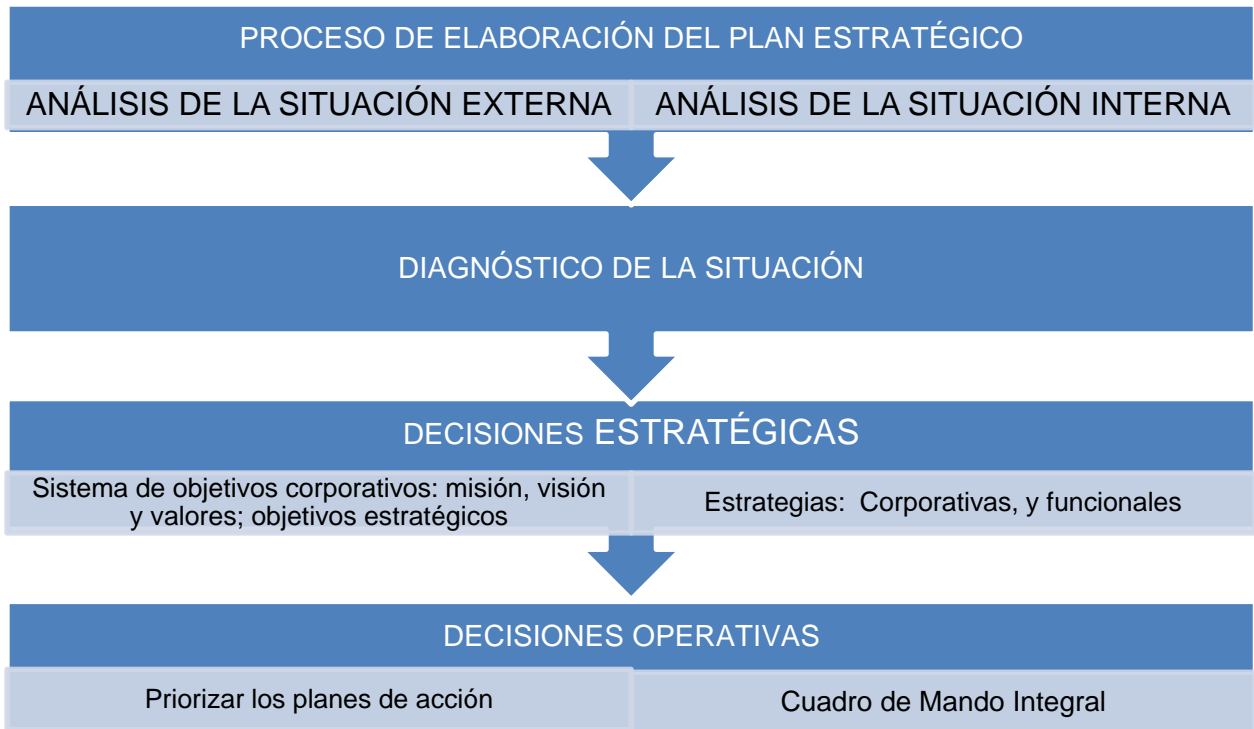 PROCESO DE ELABORACIÓN DEL PLAN ESTRATÉGICO
ANÁLISIS DE LA SITUACIÓN EXTERNA
ANÁLISIS DE LA SITUACIÓN INTERNA
DIAGNÓSTICO DE LA SITUACIÓN
DECISIONES ESTRATÉGICAS
Sistema de objetivos corporativos: misión, visión
y valores; objetivos estratégicos
Estrategias: Corporativas, y funcionales
DECISIONES OPERATIVAS
Priorizar los planes de acción
Cuadro de Mando Integral